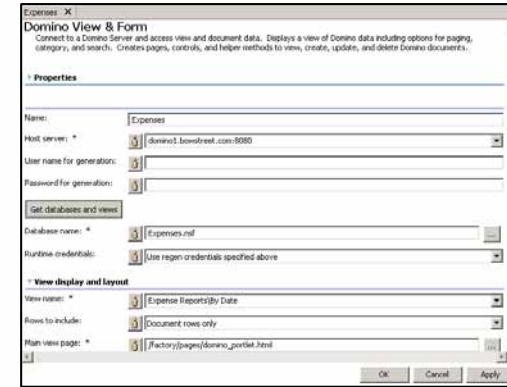 Expenses
Domino View & Form
Connect to a Domino Server and access view and document data. Displays a view of Domino data including options for paging,
category, and search. Creates pages, controls, and helper methods to view, create, update, and delete Domino documents.
Properties
Name: Expenses
Host server: * domino1.bowstreet.com:8080
User name for generation:
Password for generation:
Get databases and views
Database name: * Expenses.nsf ...
Runtime credentials: Use regen credentials specified above
View display and layout
View name: * Expense Reports\By Date
Rows to include: Document rows only
Main view page: * /factory/pages/domino_portlet.html ...
OK Cancel Apply